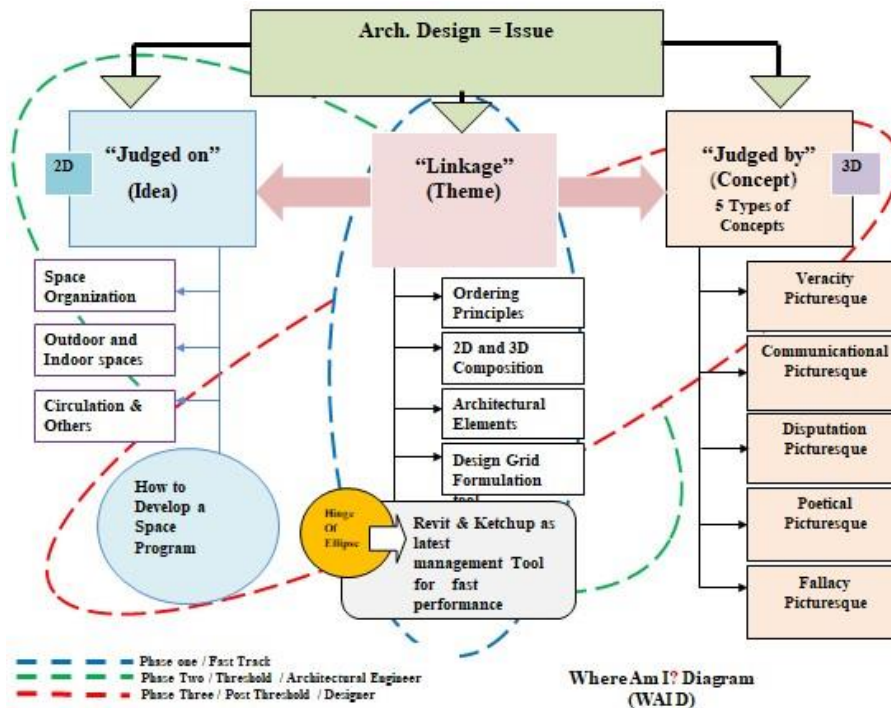 Arch. Design = Issue
2D
“Judged on”
(Idea)
“Linkage”
(Theme)
“Judged by”
(Concept)
5 Types of
Concepts
3D
Space
Organization
Outdoor and
Indoor spaces
Circulation &
Others
How to
Develop a
Space
Program
Ordering
Principles
2D and 3D
Composition
Architectural
Elements
Design Grid
Formulation tool
Hinge
Of
Ellipse
Revit & Ketchup as
latest
management Tool
for fast
performance
Veracity
Picturesque
Communicational
Picturesque
Disputation
Picturesque
Poetical
Picturesque
Fallacy
Picturesque
Phase one / Fast Track
Phase Two / Threshold / Architectural Engineer
Phase Three / Post Threshold / Designer
Where Am I? Diagram
(WAID)